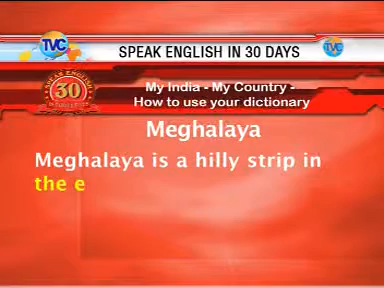 TVC
SPEAK ENGLISH IN 30 DAYS
TVC
30
My India - My Country -
How to use your dictionary
Meghalaya
Meghalaya is a hilly strip in
the e